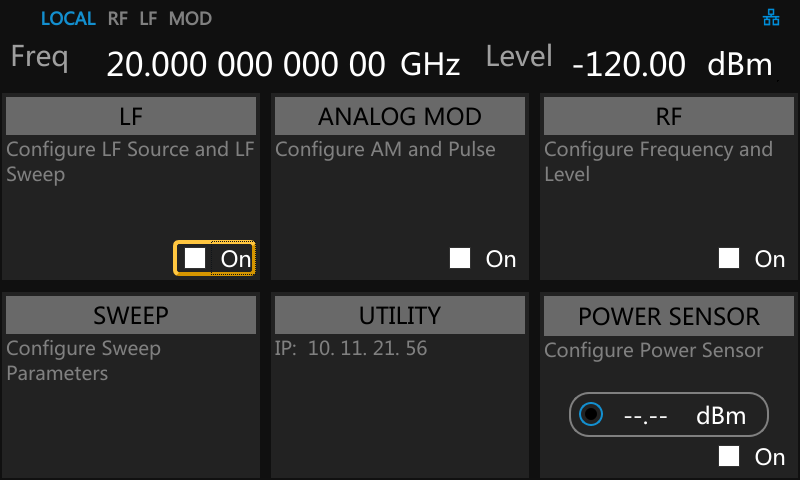 LOCAL RF LF MOD
Freq 20.000 000 000 00 GHz Level -120.00 dBm
LF
Configure LF Source and LF
Sweep
On
ANALOG MOD
Configure AM and Pulse
On
RF
Configure Frequency and
Level
On
SWEEP
Configure Sweep
Parameters
UTILITY
IP: 10. 11. 21. 56
POWER SENSOR
Configure Power Sensor
--.-- dBm
On